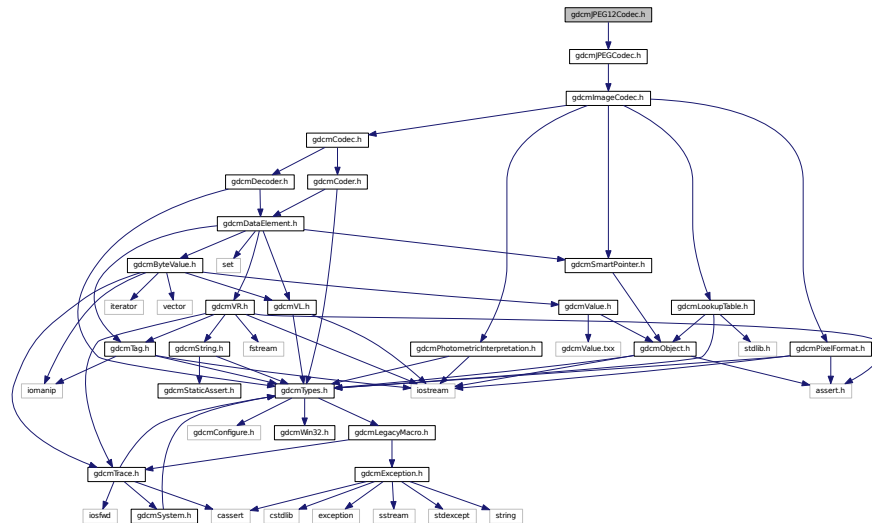 gdcmJPEG12Codec.h
gdcmJPEGCodec.h
gdcmImageCodec.h
gdcmCodec.h
gdcmDecoder.h
gdcmCoder.h
gdcmDataElement.h
gdcmByteValue.h
set
gdcmSmartPointer.h
iterator
vector
gdcmVR.h
gdcmVL.h
gdcmValue.h
gdcmLookupTable.h
gdcmTag.h
gdcmString.h
fstream
gdcmPhotometricInterpretation.h
gdcmValue.txx
gdcmObject.h
stdlib.h
gdcmPixelFormat.h
iomanip
gdcmStaticAssert.h
gdcmTypes.h
iostream
assert.h
gdcmConfigure.h
gdcmWin32.h
gdcmLegacyMacro.h
gdcmTrace.h
gdcmException.h
iosfwd
gdcmSystem.h
cassert
cstdlib
exception
sstream
stdexcept
string